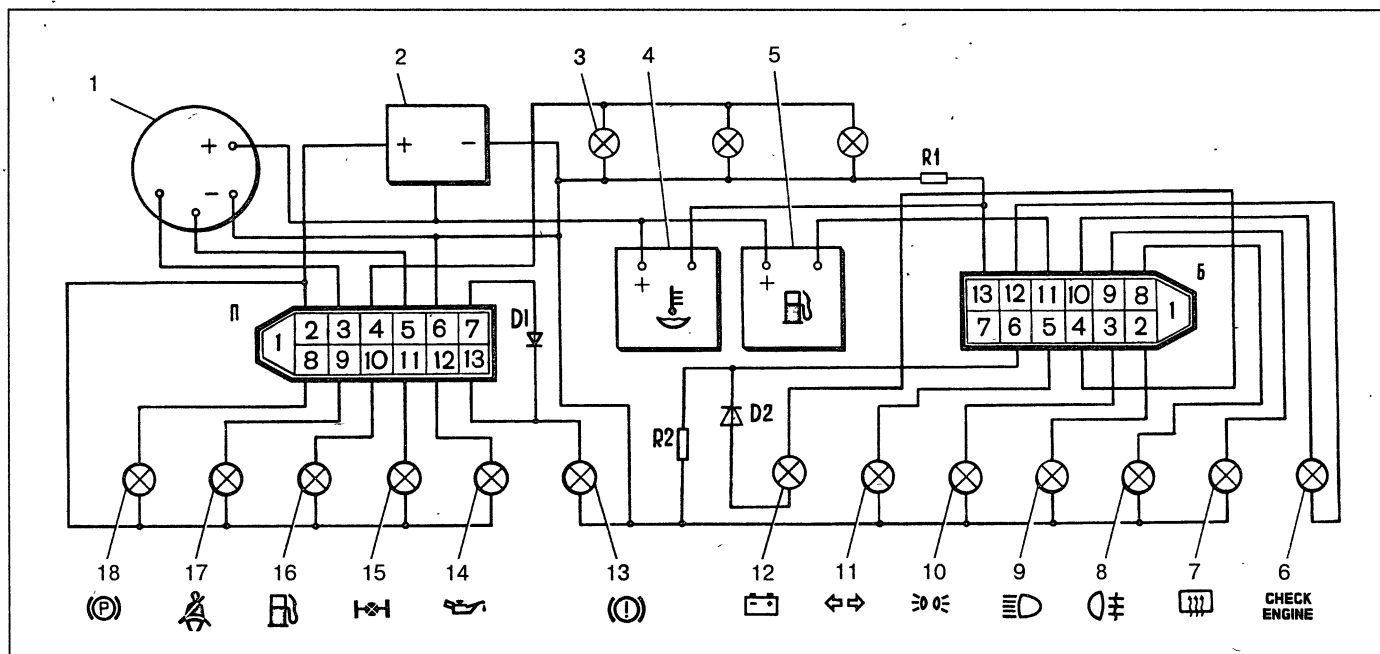 1
2
3
4
5
+ -
+ -
R1
+
+
П
Б
D1
1 2 3 4 5 6 7
8 9 10 11 12 13
13 12 11 10 9 8
7 6 5 4 3 2 1
R2
D2
18 17 16 15 14 13 12 11 10 9 8 7 6
P
CHECK
ENGINE